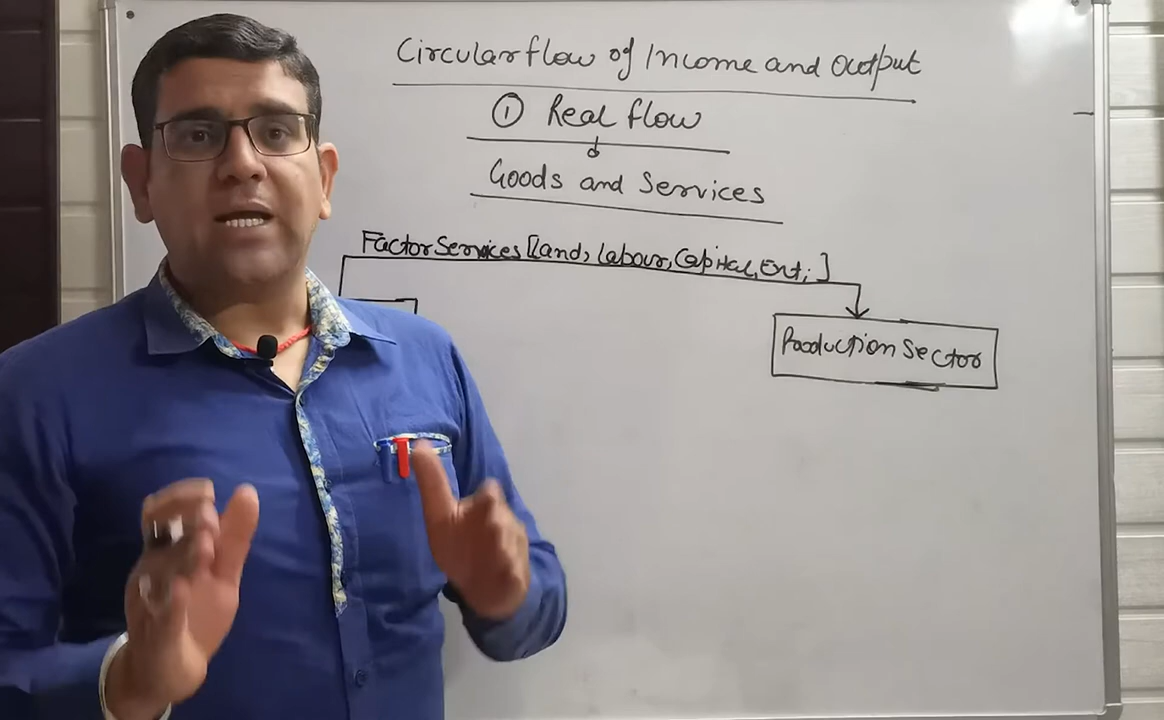 Circular flow of Income and Output
① Real flow
Goods and Services
Factor Services [Land, Labour, Capital, Ent.]
Production Sector